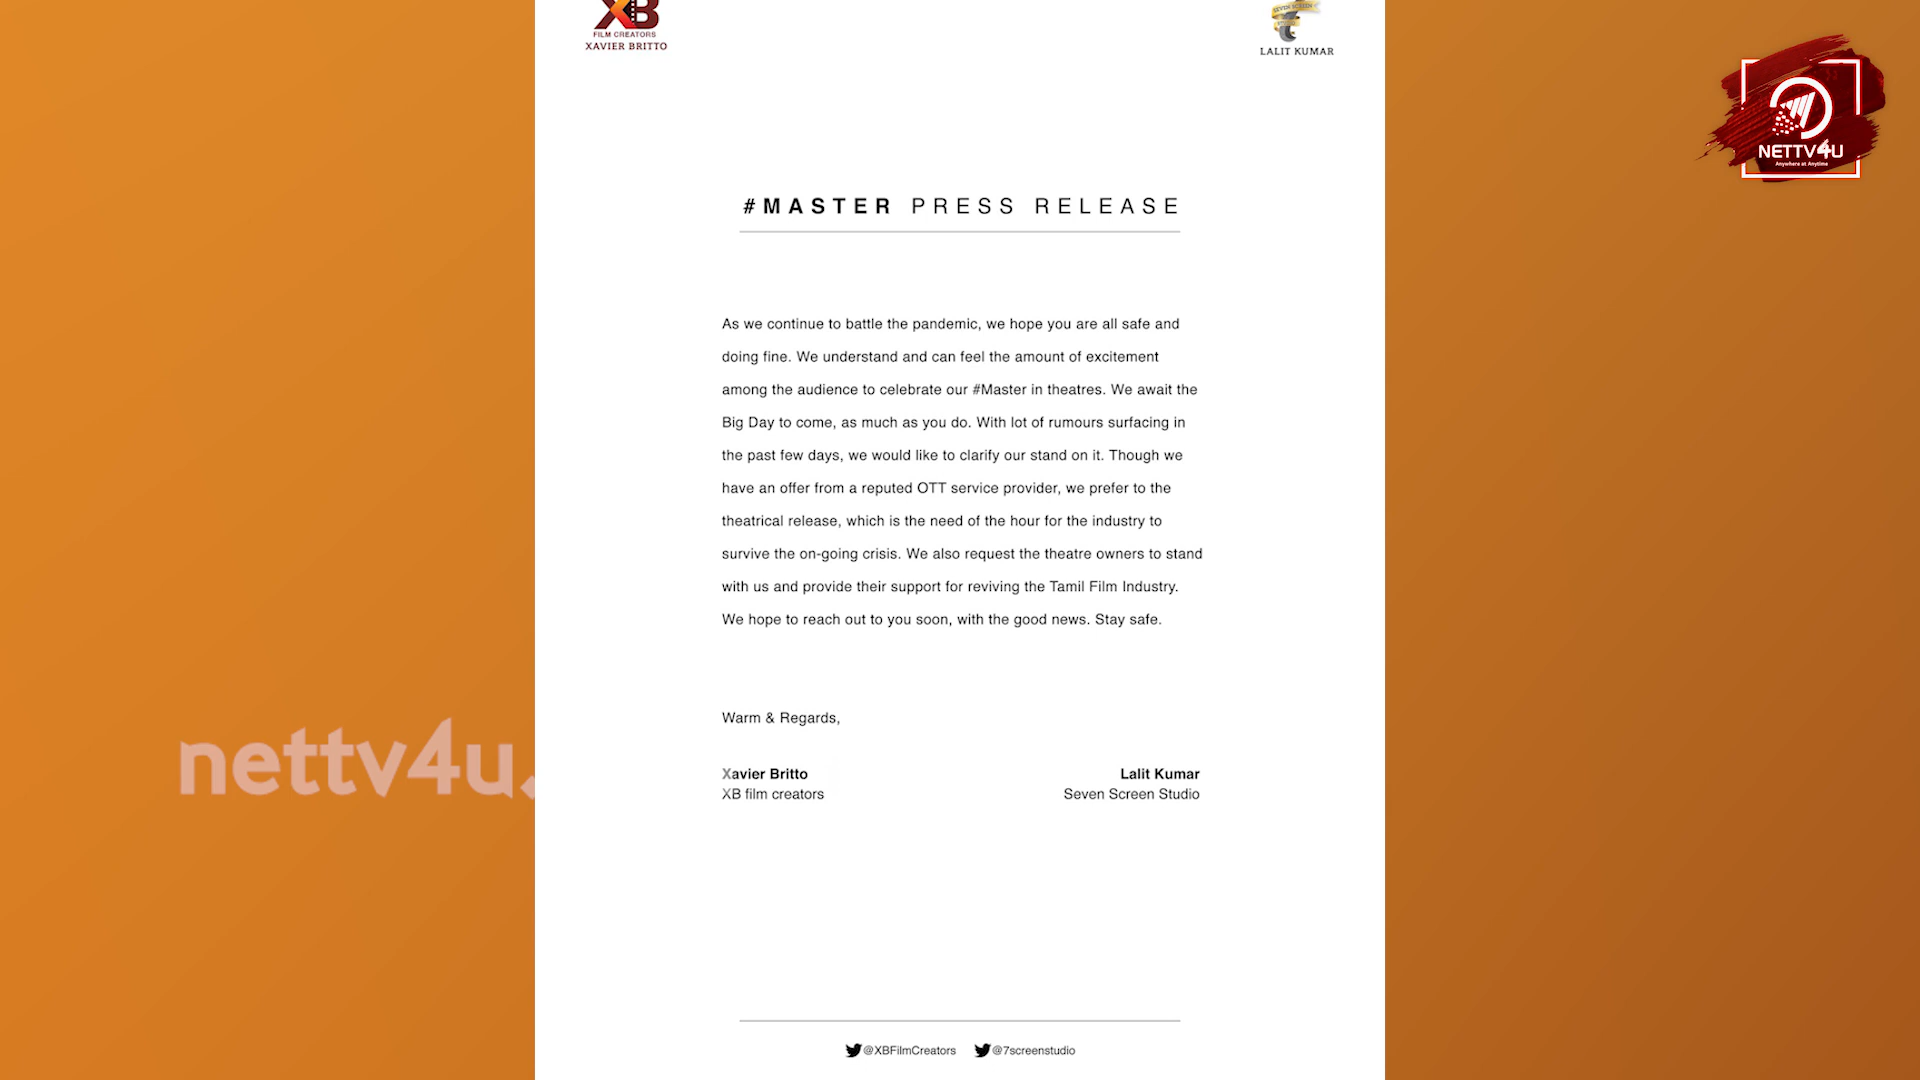 XB
FILM CREATORS
XAVIER BRITTO
SEVEN SCREEN
LALIT KUMAR
NETTV4U
Anywhere at Anytime
#MASTER PRESS RELEASE
As we continue to battle the pandemic, we hope you are all safe and
doing fine. We understand and can feel the amount of excitement
among the audience to celebrate our #Master in theatres. We await the
Big Day to come, as much as you do. With lot of rumours surfacing in
the past few days, we would like to clarify our stand on it. Though we
have an offer from a reputed OTT service provider, we prefer to the
theatrical release, which is the need of the hour for the industry to
survive the on-going crisis. We also request the theatre owners to stand
with us and provide their support for reviving the Tamil Film Industry.
We hope to reach out to you soon, with the good news. Stay safe.
Warm & Regards,
nettv4u.
Xavier Britto
XB film creators
Lalit Kumar
Seven Screen Studio
@XBFilmCreators @7screenstudio